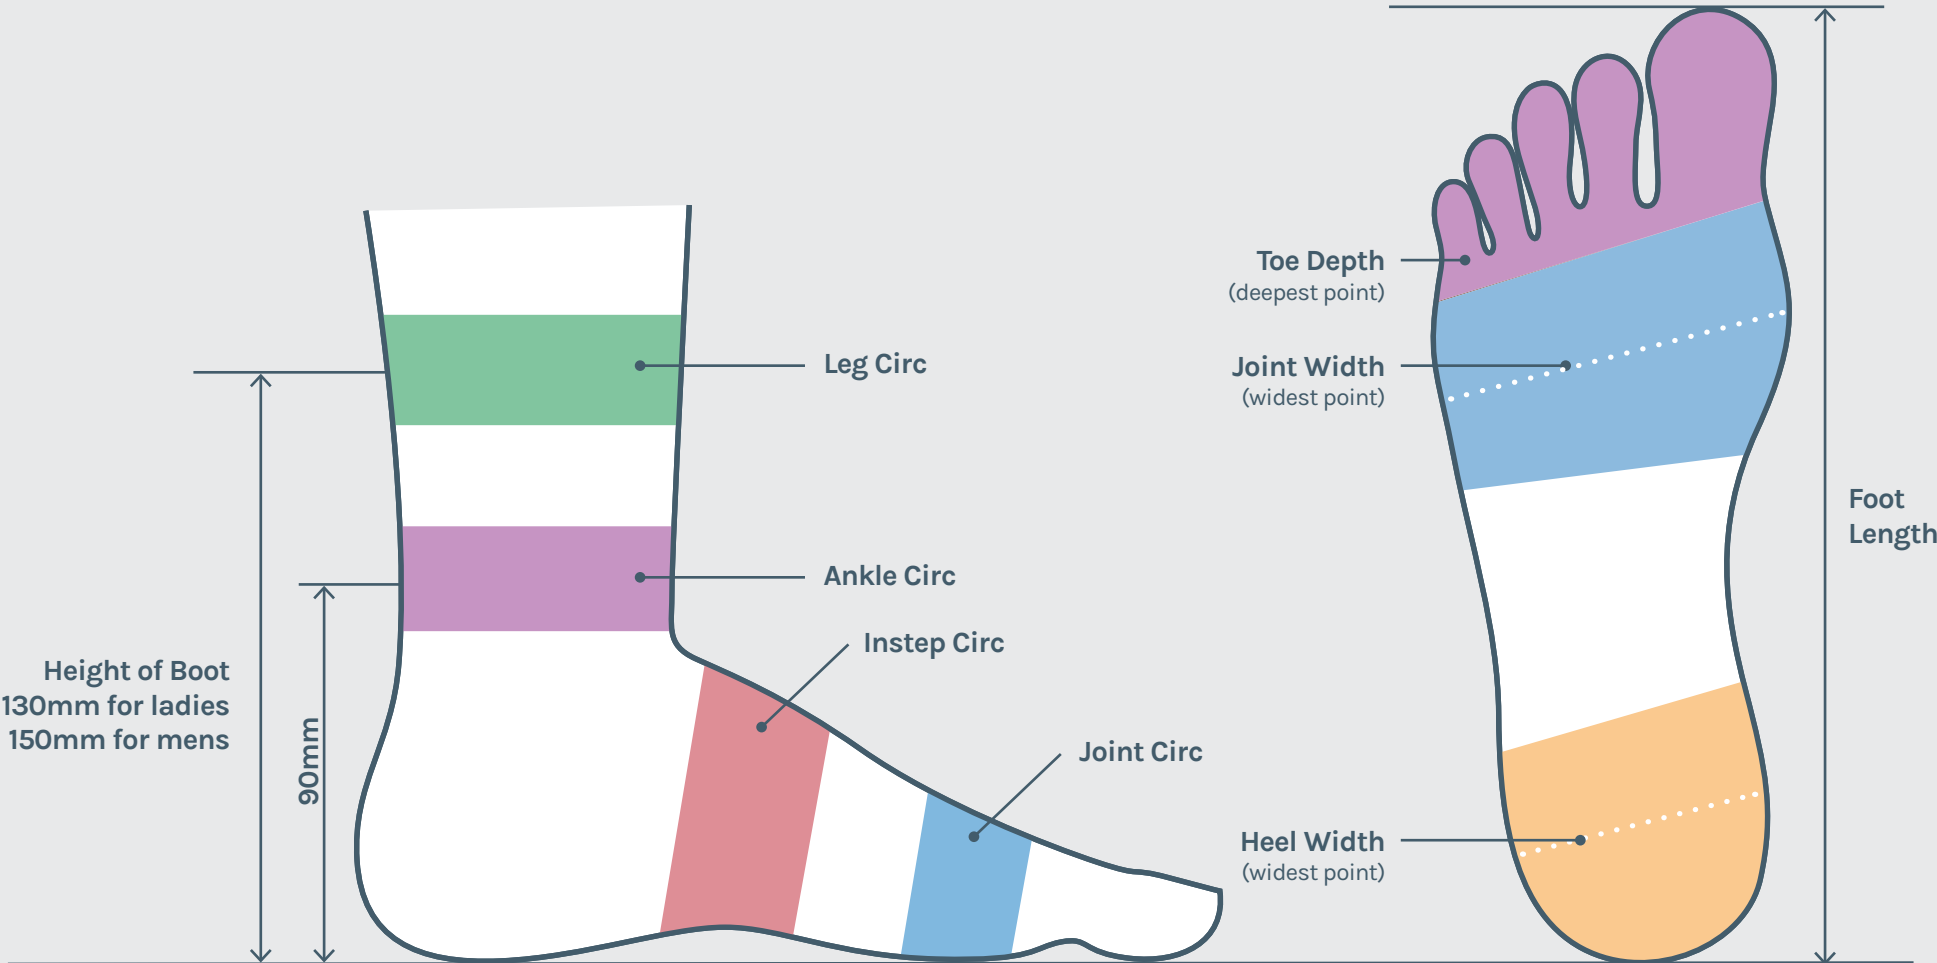 Leg Circ
Ankle Circ
Instep Circ
Joint Circ
Height of Boot
130mm for ladies
150mm for mens
90mm
Toe Depth
(deepest point)
Joint Width
(widest point)
Heel Width
(widest point)
Foot
Length